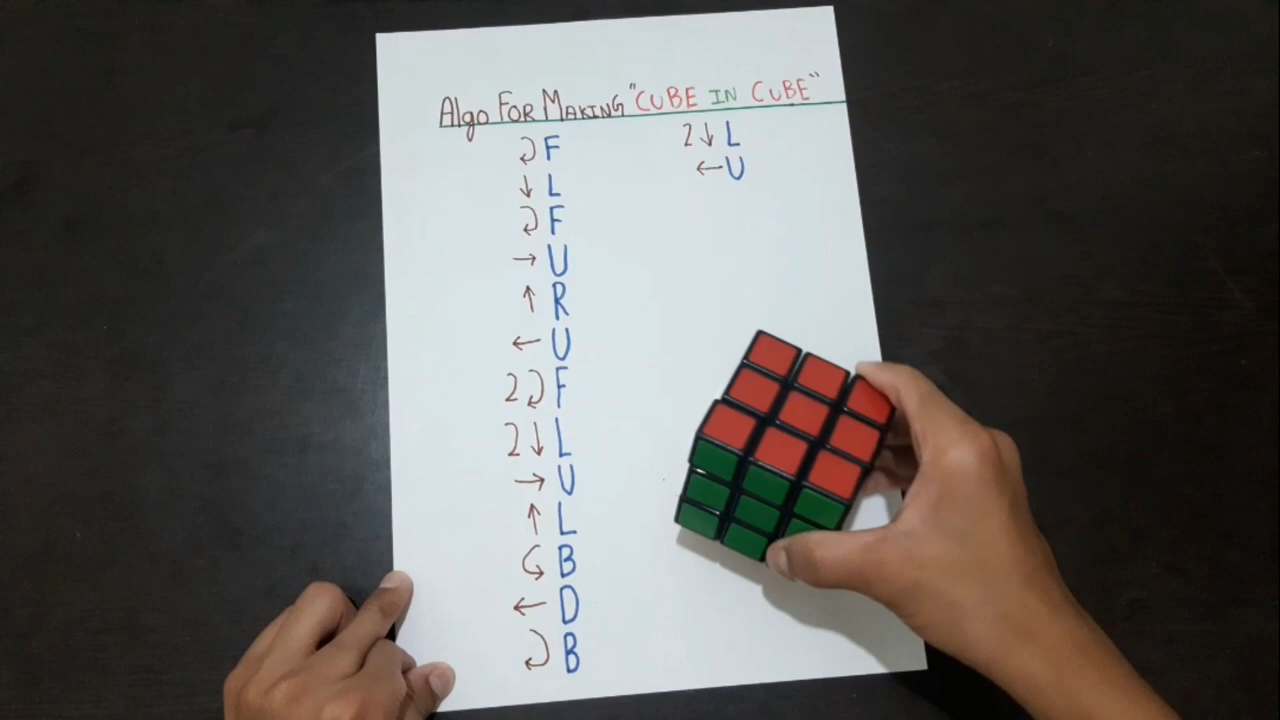 Algo FOR MAKING "CUBE IN CUBE"
↻ F
↓ L
↻ F
→ U
↑ R
← U
2 ↻ F
2 ↓ L
→ U
↑ L
↺ B
← D
↻ B
2 ↓ L
← U